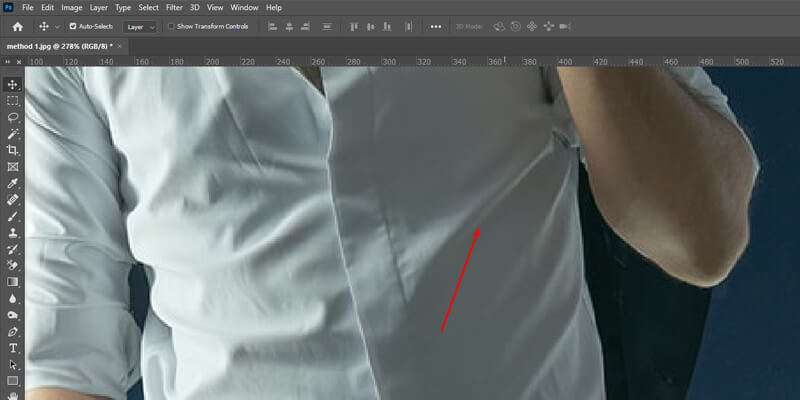 Ps File Edit Image Layer Type Select Filter 3D View Window Help
Auto-Select: Layer Show Transform Controls 3D Mode:
method 1.jpg @ 278% (RGB/8) *
100 120 140 160 180 200 220 240 260 280 300 320 340 360 380 400 420 440 460 480 500 520